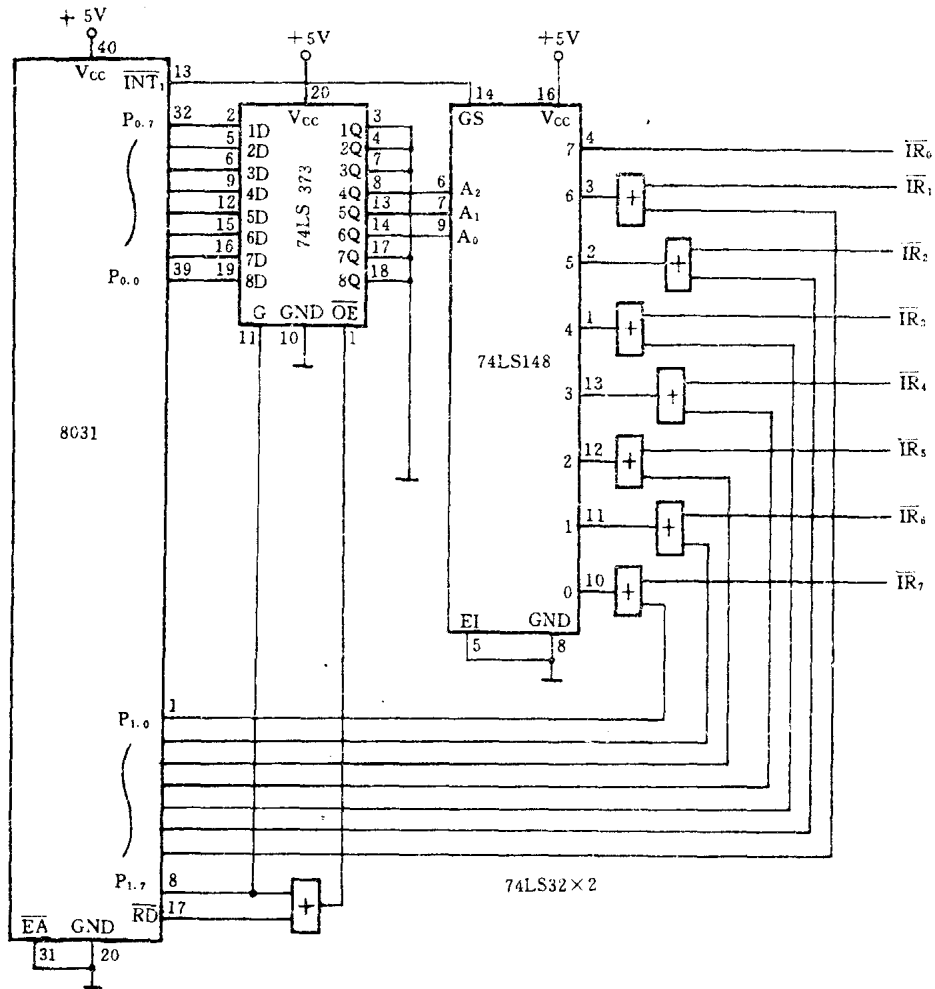 + 5V
40
Vcc
+5V
+5V
INT₁ 13
20
Vcc
14
GS
16
Vcc
P₀.₇ 32
2 1D 1Q 3
5 2D 2Q 4
6 3D 3Q 7
9 4D 4Q 8
12 5D 5Q 13
15 6D 6Q 14
16 7D 7Q 17
P₀.₀ 39 19 8D 8Q 18
74LS 373
G GND OE
11 10 1
6 A₂
7 A₁
9 A₀
7 4 IR₀
6 3 + IR₁
5 2 + IR₂
4 1 + IR₃
74LS148
3 13 + IR₄
8031
2 12 + IR₅
1 11 + IR₆
0 10 + IR₇
EI GND
5 8
P₁.₀ 1
P₁.₇ 8
RD 17
+
74LS32×2
EA GND
31 20